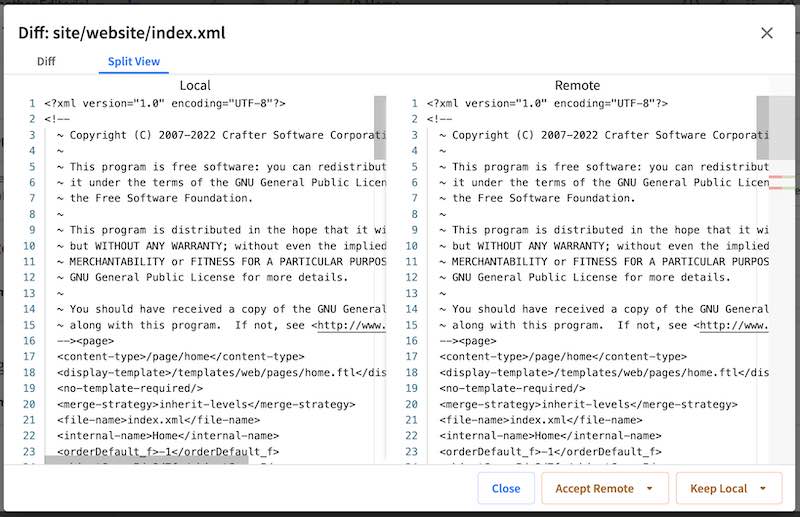 Diff: site/website/index.xml
Diff
Split View
Local
1 <?xml version="1.0" encoding="UTF-8"?>
2 <!--
3 ~ Copyright (C) 2007-2022 Crafter Software Corporati
4 ~
5 ~ This program is free software: you can redistribut
6 ~ it under the terms of the GNU General Public Licen
7 ~ the Free Software Foundation.
8 ~
9 ~ This program is distributed in the hope that it wi
10 ~ but WITHOUT ANY WARRANTY; without even the implied
11 ~ MERCHANTABILITY or FITNESS FOR A PARTICULAR PURPOS
12 ~ GNU General Public License for more details.
13 ~
14 ~ You should have received a copy of the GNU General
15 ~ along with this program.  If not, see <http://www.
16 --><page>
17 <content-type>/page/home</content-type>
18 <display-template>/templates/web/pages/home.ftl</dis
19 <no-template-required/>
20 <merge-strategy>inherit-levels</merge-strategy>
21 <file-name>index.xml</file-name>
22 <internal-name>Home</internal-name>
23 <orderDefault_f>-1</orderDefault_f>
Remote
1 <?xml version="1.0" encoding="UTF-8"?>
2 <!--
3 ~ Copyright (C) 2007-2022 Crafter Software Corporati
4 ~
5 ~ This program is free software: you can redistribut
6 ~ it under the terms of the GNU General Public Licen
7 ~ the Free Software Foundation.
8 ~
9 ~ This program is distributed in the hope that it wi
10 ~ but WITHOUT ANY WARRANTY; without even the implied
11 ~ MERCHANTABILITY or FITNESS FOR A PARTICULAR PURPOS
12 ~ GNU General Public License for more details.
13 ~
14 ~ You should have received a copy of the GNU General
15 ~ along with this program.  If not, see <http://www.
16 --><page>
17 <content-type>/page/home</content-type>
18 <display-template>/templates/web/pages/home.ftl</dis
19 <no-template-required/>
20 <merge-strategy>inherit-levels</merge-strategy>
21 <file-name>index.xml</file-name>
22 <internal-name>Home</internal-name>
23 <orderDefault_f>-1</orderDefault_f>
Close
Accept Remote
Keep Local